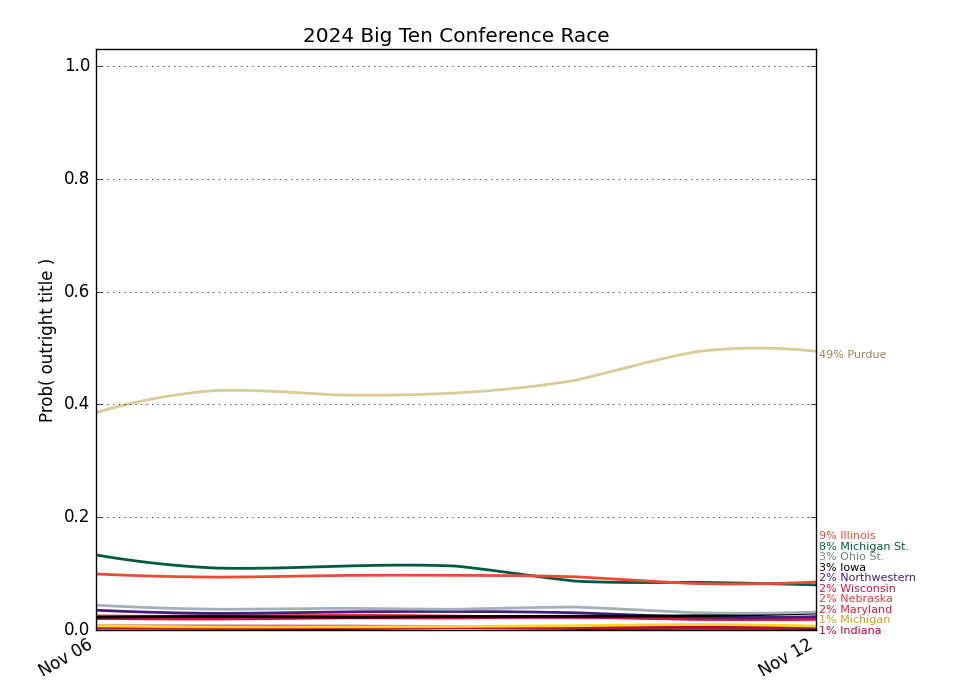 2024 Big Ten Conference Race
1.0
0.8
0.6
0.4
0.2
0.0
Prob( outright title )
Nov 06
Nov 12
49% Purdue
9% Illinois
8% Michigan St.
3% Ohio St.
3% Iowa
2% Northwestern
2% Wisconsin
2% Nebraska
2% Maryland
1% Michigan
1% Indiana